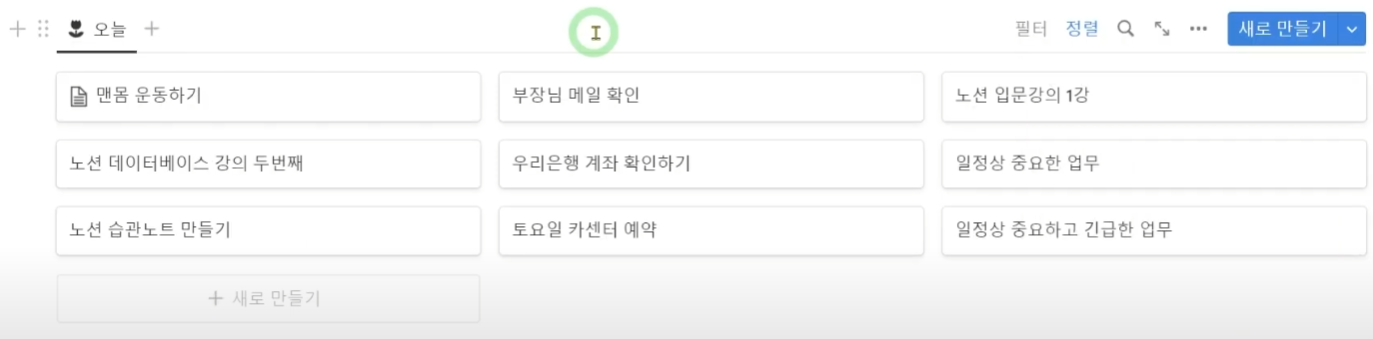 오늘
필터 정렬 새로 만들기
맨몸 운동하기 부장님 메일 확인 노션 입문강의 1강
노션 데이터베이스 강의 두번째 우리은행 계좌 확인하기 일정상 중요한 업무
노션 습관노트 만들기 토요일 카센터 예약 일정상 중요하고 긴급한 업무
+ 새로 만들기